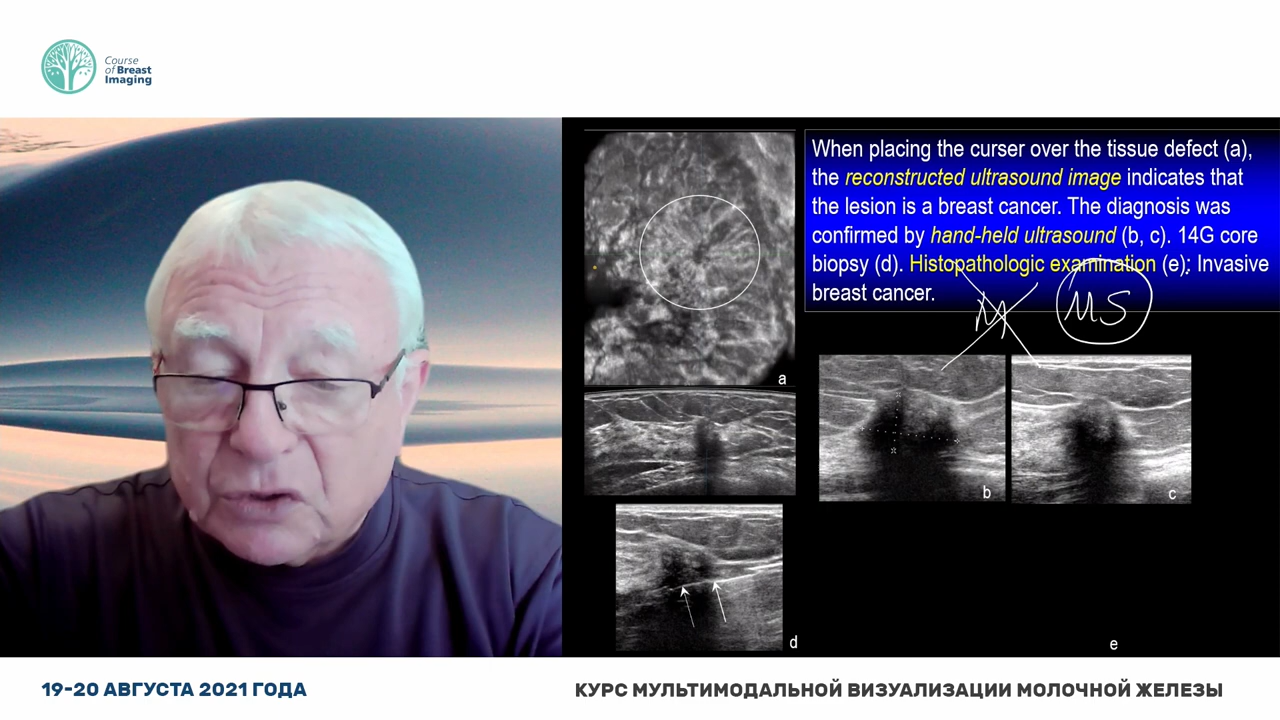 Course
of Breast
Imaging
When placing the curser over the tissue defect (a),
the reconstructed ultrasound image indicates that
the lesion is a breast cancer. The diagnosis was
confirmed by hand-held ultrasound (b, c). 14G core
biopsy (d). Histopathologic examination (e): Invasive
breast cancer.
M
MS
a
b
c
d
e
19-20 АВГУСТА 2021 ГОДА
КУРС МУЛЬТИМОДАЛЬНОЙ ВИЗУАЛИЗАЦИИ МОЛОЧНОЙ ЖЕЛЕЗЫ